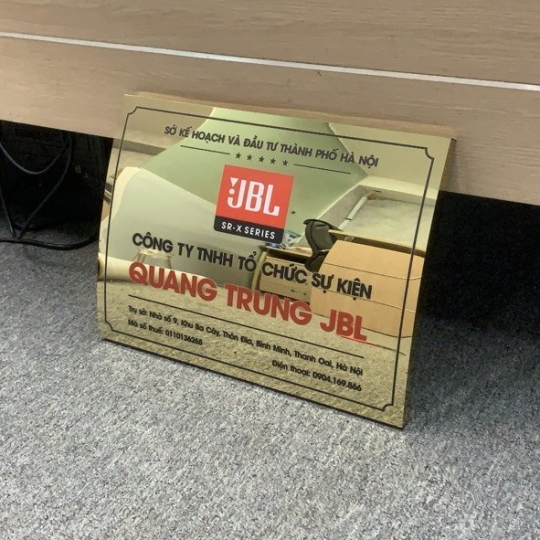 SỞ KẾ HOẠCH VÀ ĐẦU TƯ THÀNH PHỐ HÀ NỘI
JBL
SR-X SERIES
CÔNG TY TNHH TỔ CHỨC SỰ KIỆN
QUANG TRUNG JBL
Trụ sở: Nhà số 9, Khu Ba Cây, Thôn Đìa, Bình Minh, Thanh Oai, Hà Nội
Mã số thuế: 0110136268
Điện thoại: 0904.169.866